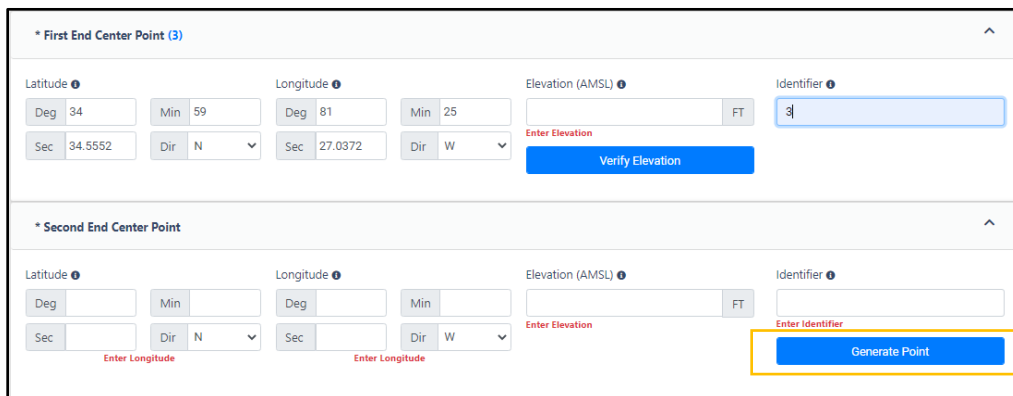 * First End Center Point (3)
Latitude Longitude Elevation (AMSL) Identifier
Deg 34 Min 59 Deg 81 Min 25 FT 3
Enter Elevation
Sec 34.5552 Dir N Sec 27.0372 Dir W
Verify Elevation
* Second End Center Point
Latitude Longitude Elevation (AMSL) Identifier
Deg Min Deg Min FT
Enter Elevation Enter Identifier
Sec Dir N Sec Dir W
Generate Point
Enter Longitude Enter Longitude